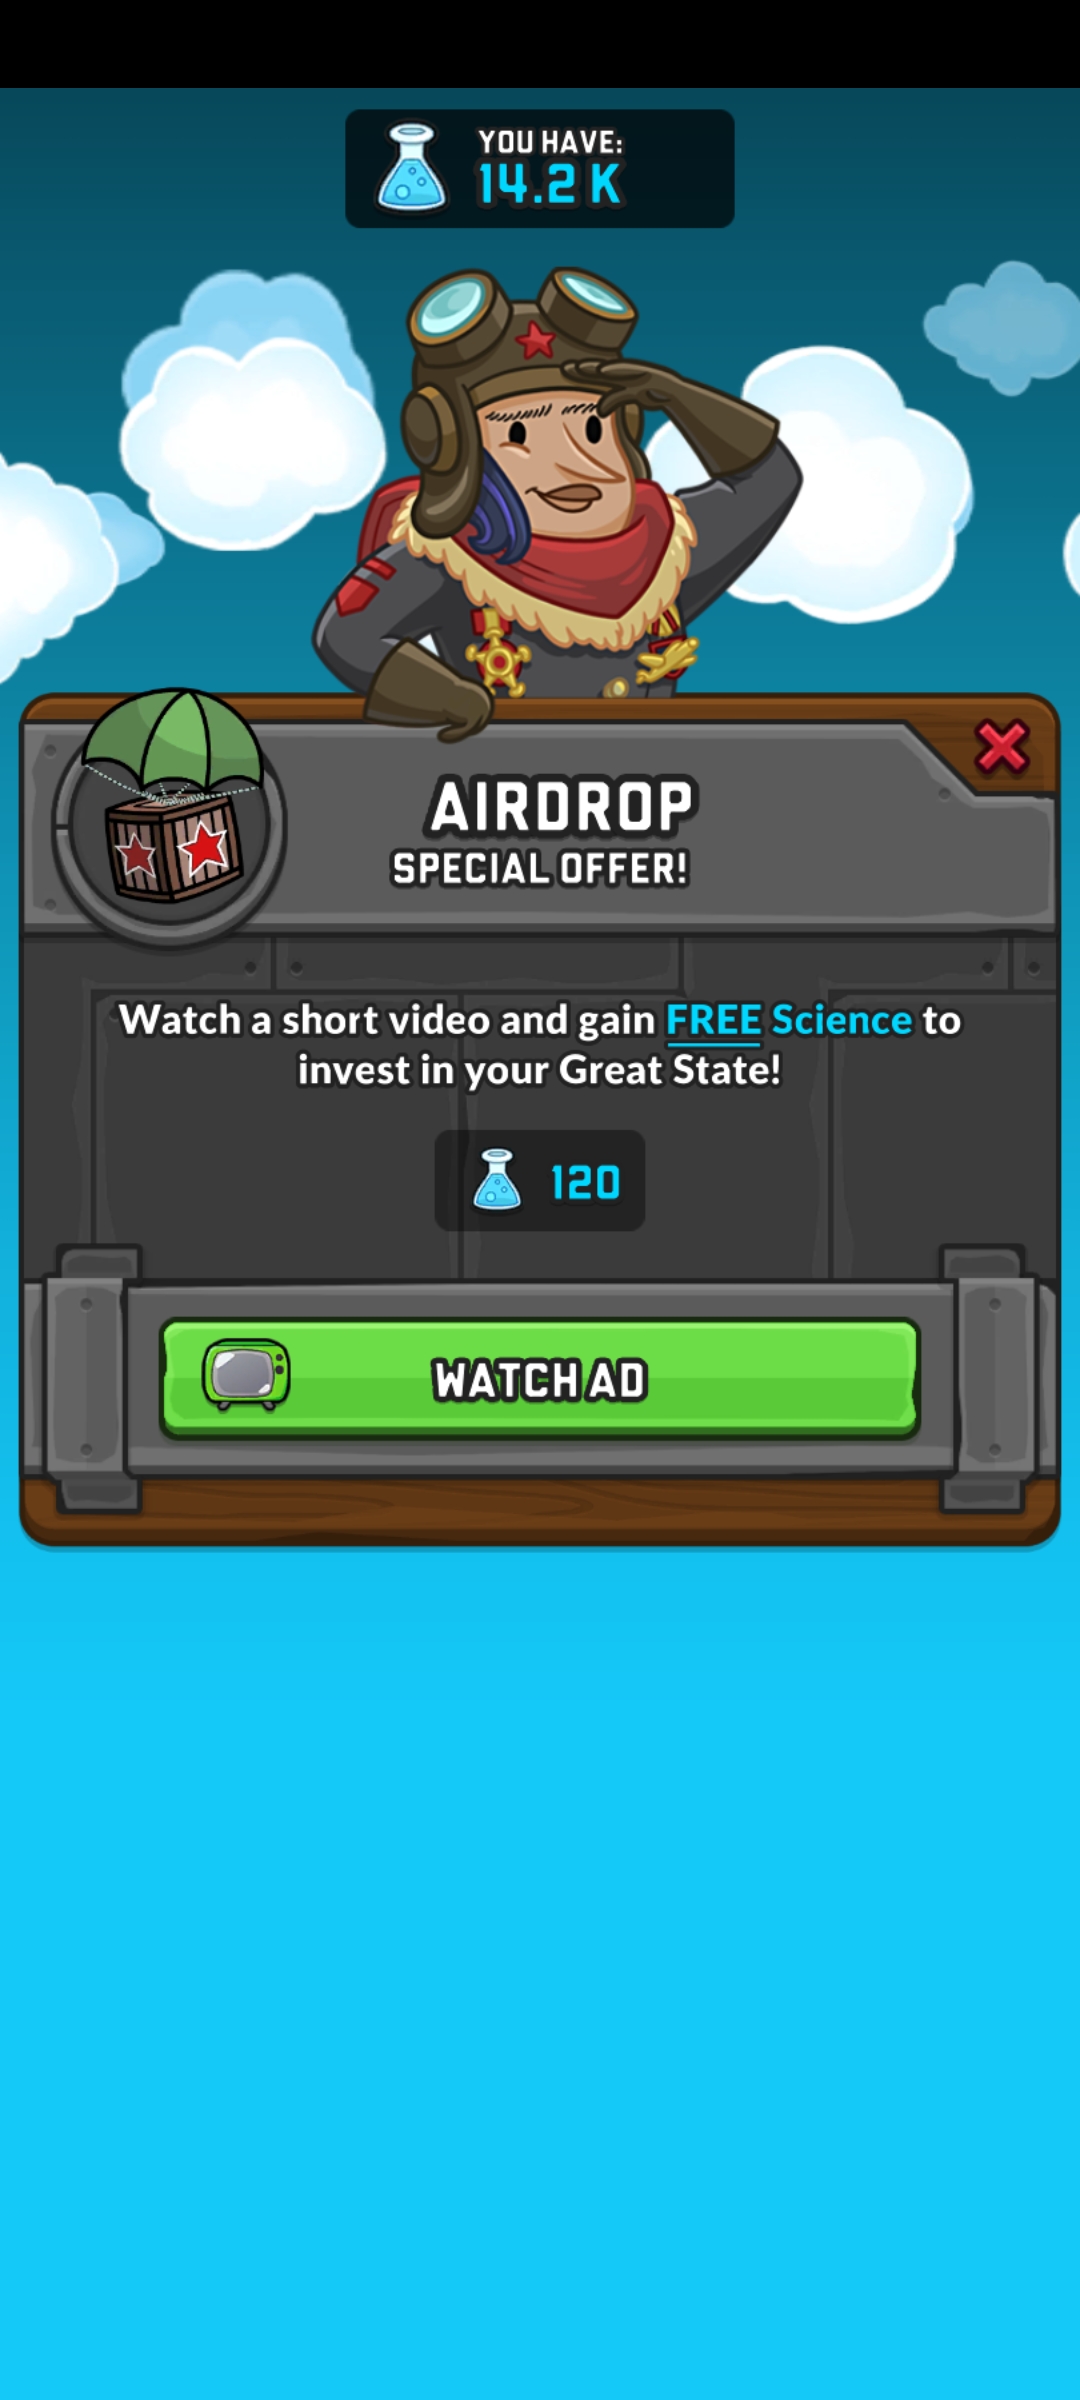 YOU HAVE:
14.2 K
AIRDROP
SPECIAL OFFER!
Watch a short video and gain FREE Science to
invest in your Great State!
120
WATCH AD